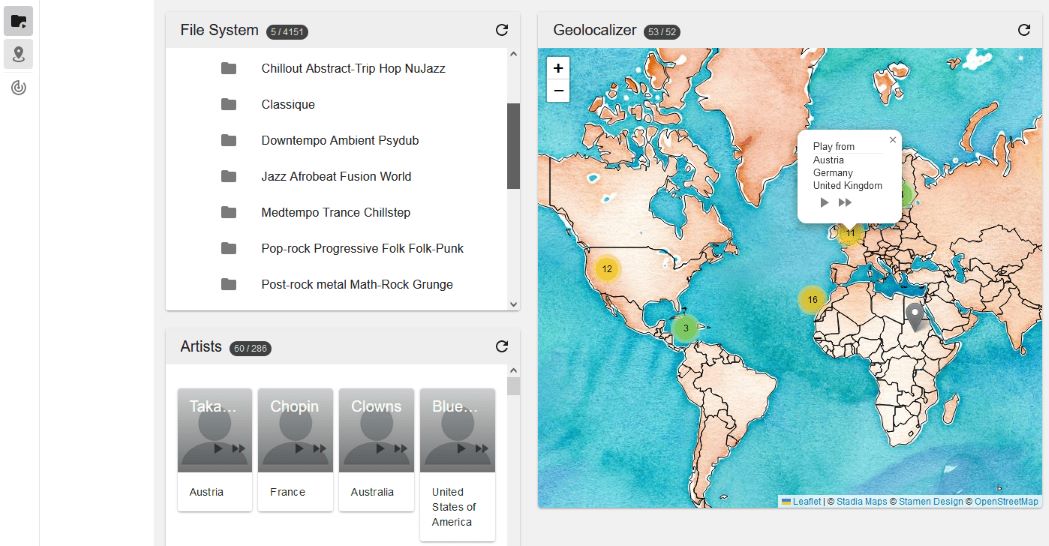 File System 5 / 4151
Chillout Abstract-Trip Hop NuJazz
Classique
Downtempo Ambient Psydub
Jazz Afrobeat Fusion World
Medtempo Trance Chillstep
Pop-rock Progressive Folk Folk-Punk
Post-rock metal Math-Rock Grunge
Artists 60 / 286
Taka...
Austria
Chopin
France
Clowns
Australia
Blue...
United
States of
America
Geolocalizer 53 / 52
+
−
Play from
×
Austria
Germany
United Kingdom
11
12
16
3
Leaflet | © Stadia Maps © Stamen Design © OpenStreetMap